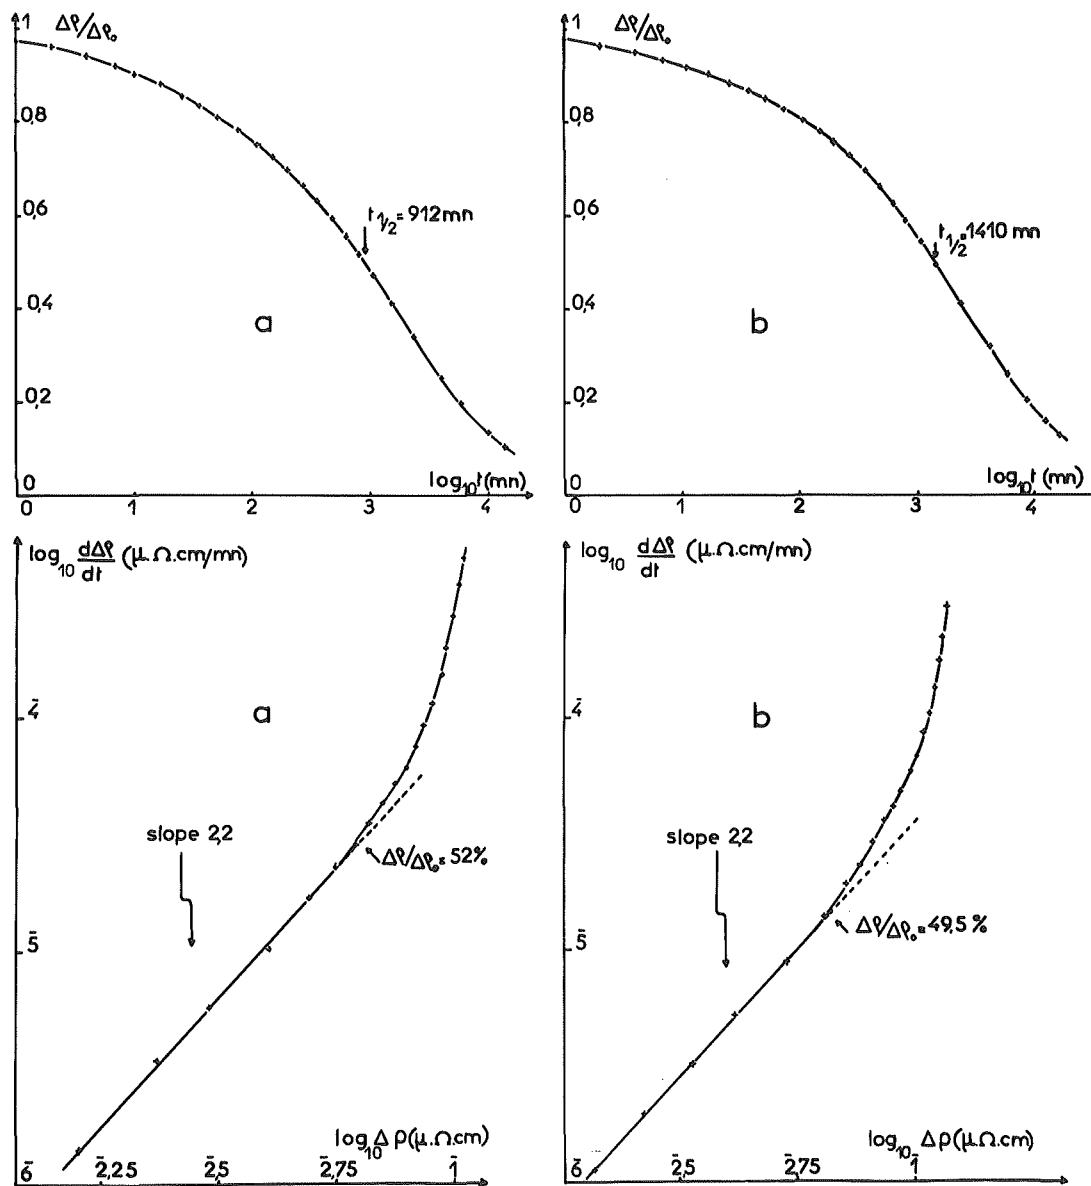 1 Δρ/Δρ₀
0,8
0,6
0,4
0,2
0
t1/2 = 912 mn
a
log₁₀t(mn)
0 1 2 3 4
1 Δρ/Δρ₀
0,8
0,6
0,4
0,2
0
t1/2 = 1410 mn
b
log₁₀t (mn)
0 1 2 3 4
log₁₀ dΔρ/dt (μ.Ω.cm/mn)
4̄
a
slope 2,2
Δρ/Δρ₀ = 52%
5̄
log₁₀Δρ(μ.Ω.cm)
6̄ 2̄,25 2̄,5 2̄,75 1̄
log₁₀ dΔρ/dt (μ.Ω.cm/mn)
4̄
b
slope 2,2
Δρ/Δρ₀ = 49,5 %
5̄
log₁₀ Δρ(μ.Ω.cm)
6̄ 2̄,5 2̄,75 1̄